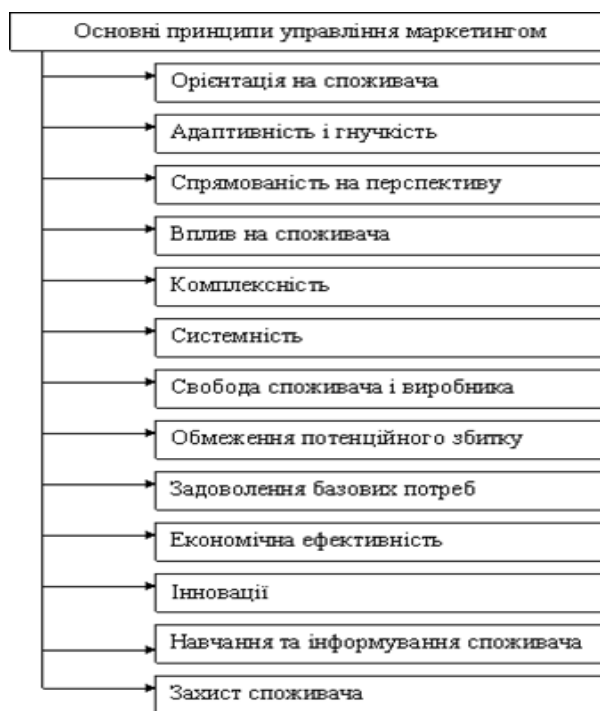 Основні принципи управління маркетингом
Орієнтація на споживача
Адаптивність і гнучкість
Спрямованість на перспективу
Вплив на споживача
Комплексність
Системність
Свобода споживача і виробника
Обмеження потенційного збитку
Задоволення базових потреб
Економічна ефективність
Інновації
Навчання та інформування споживача
Захист споживача